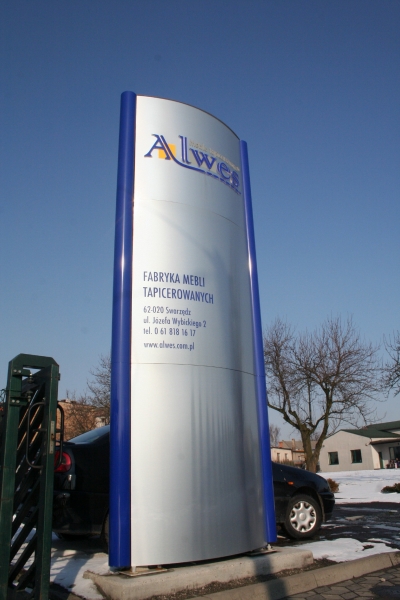 Alwes
FABRYKA MEBLI
TAPICEROWANYCH
62-020 Swarzędz
ul. Józefa Wybickiego 2
tel. 0 61 818 16 17
www.alwes.com.pl